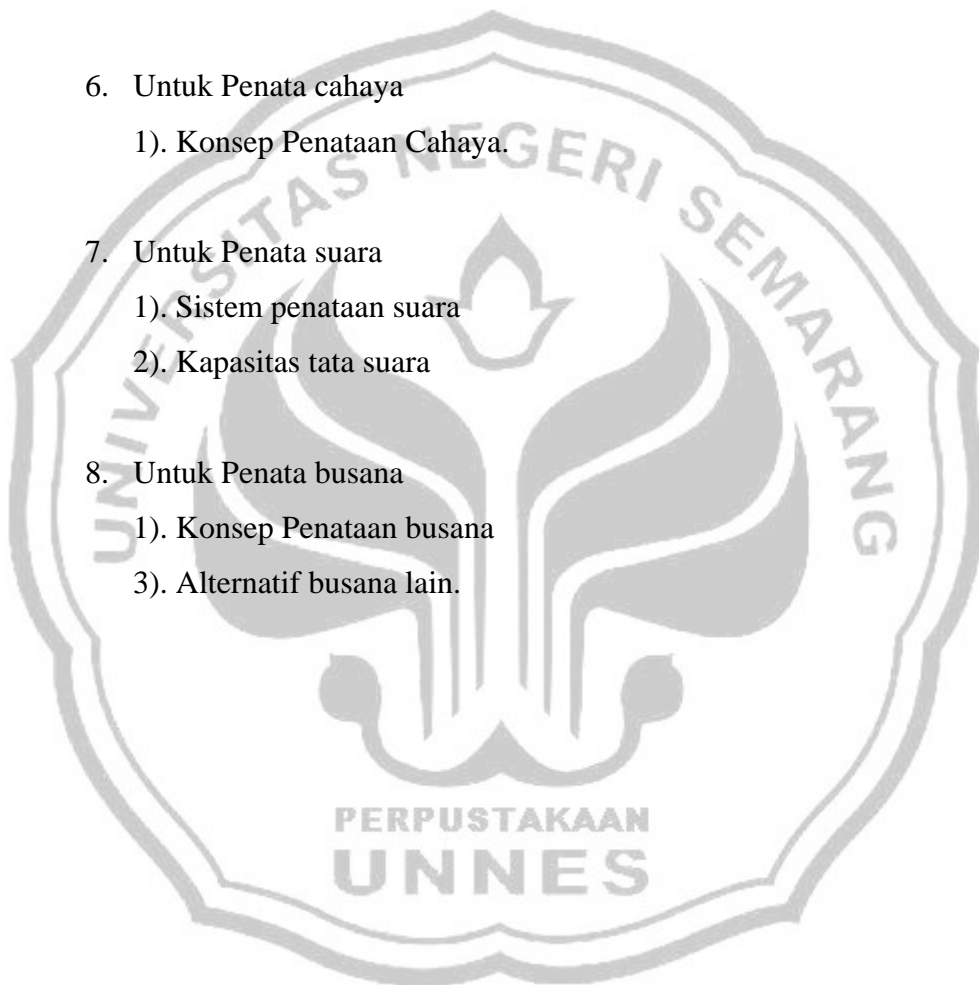 6. Untuk Penata cahaya
1). Konsep Penataan Cahaya.
7. Untuk Penata suara
1). Sistem penataan suara
2). Kapasitas tata suara
8. Untuk Penata busana
1). Konsep Penataan busana
3). Alternatif busana lain.
UNIVERSITAS NEGERI SEMARANG
PERPUSTAKAAN
UNNES